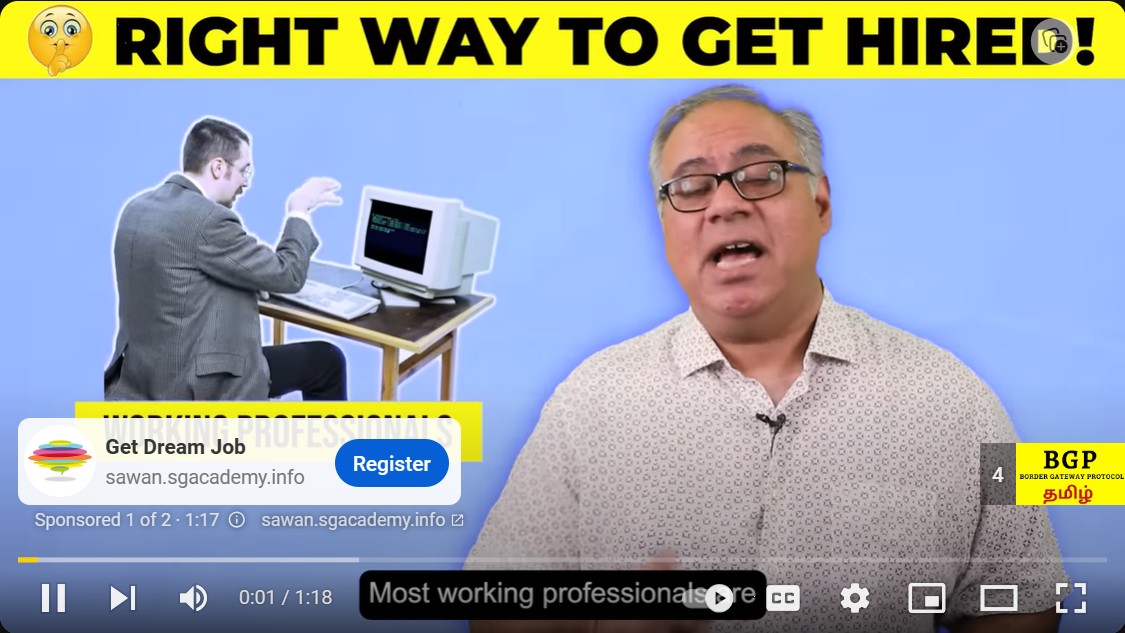 RIGHT WAY TO GET HIRED!
WORKING PROFESSIONALS
Get Dream Job
sawan.sgacademy.info
Register
4
BGP
BORDER GATEWAY PROTOCOL
தமிழ்
Sponsored 1 of 2 · 1:17
sawan.sgacademy.info
0:01 / 1:18
Most working professionals are
CC